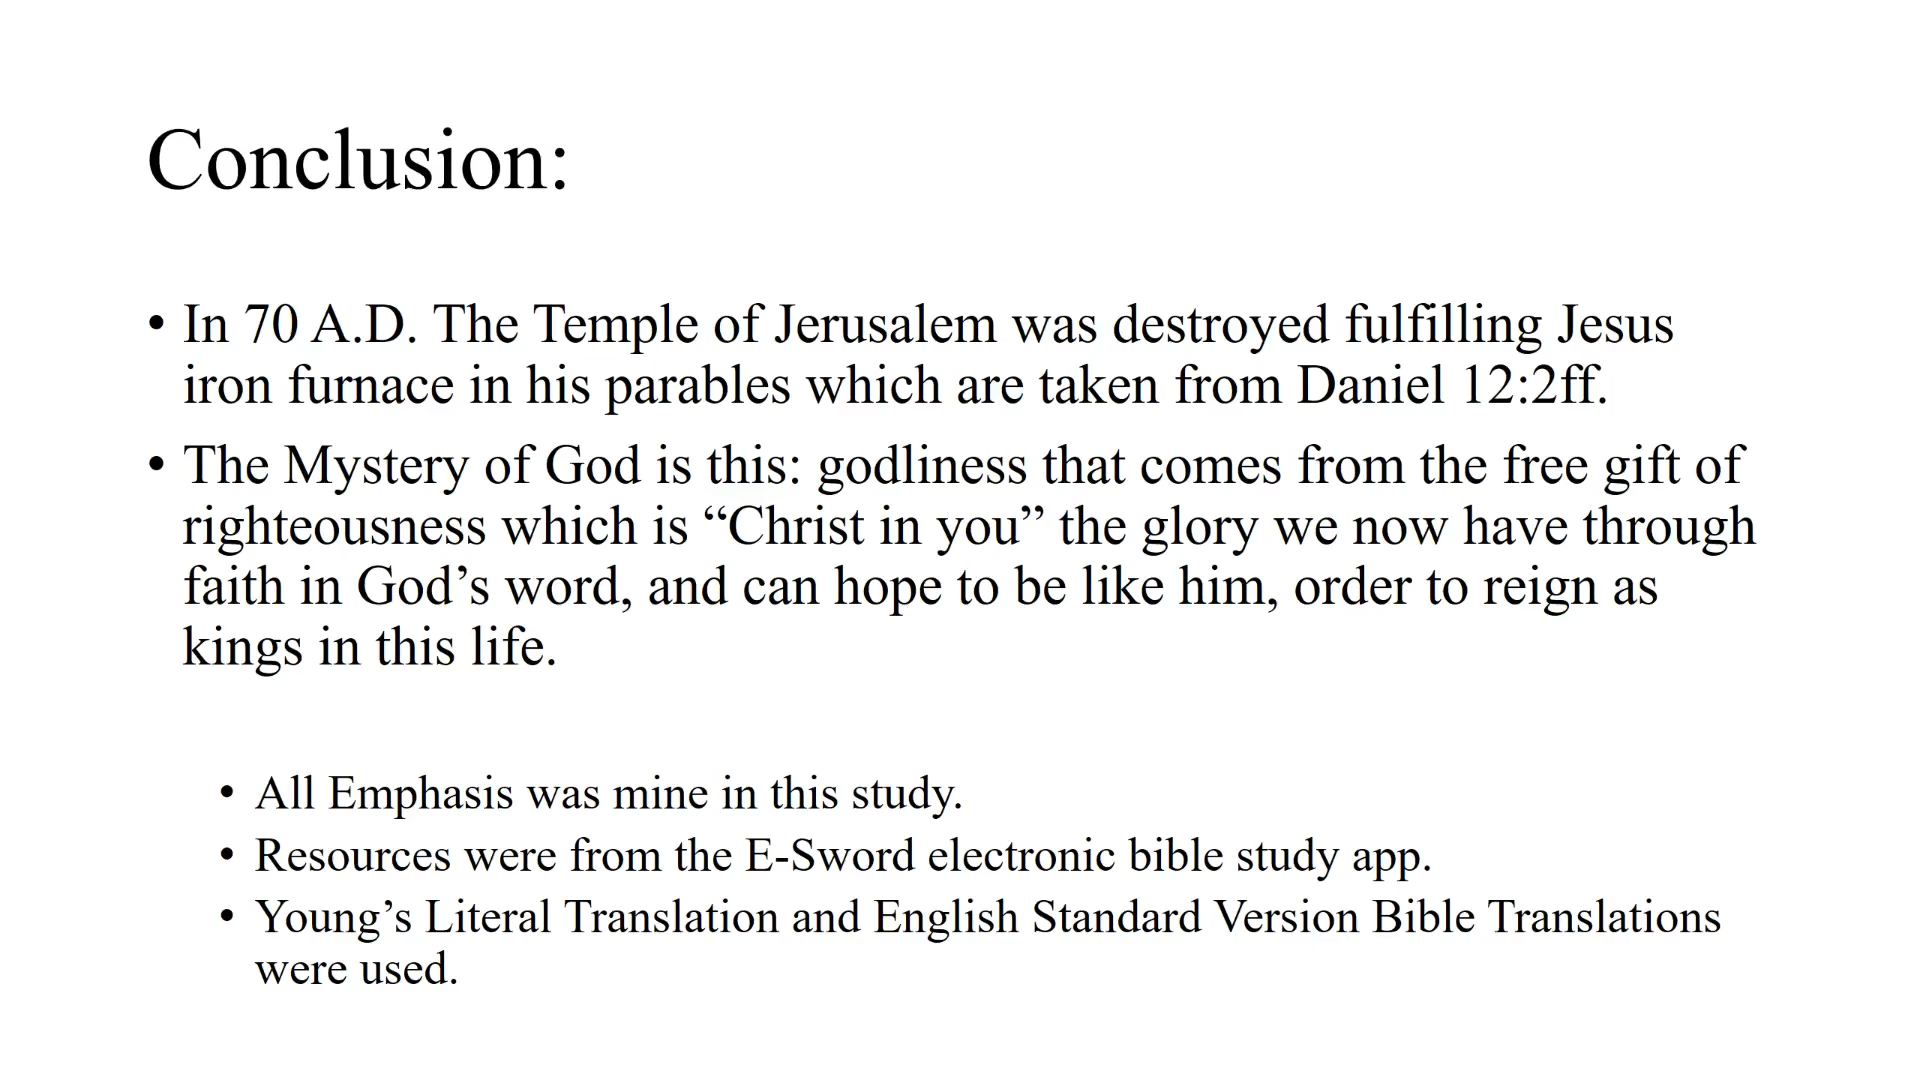 Conclusion:
• In 70 A.D. The Temple of Jerusalem was destroyed fulfilling Jesus
iron furnace in his parables which are taken from Daniel 12:2ff.
• The Mystery of God is this: godliness that comes from the free gift of
righteousness which is “Christ in you” the glory we now have through
faith in God’s word, and can hope to be like him, order to reign as
kings in this life.
• All Emphasis was mine in this study.
• Resources were from the E-Sword electronic bible study app.
• Young’s Literal Translation and English Standard Version Bible Translations
were used.